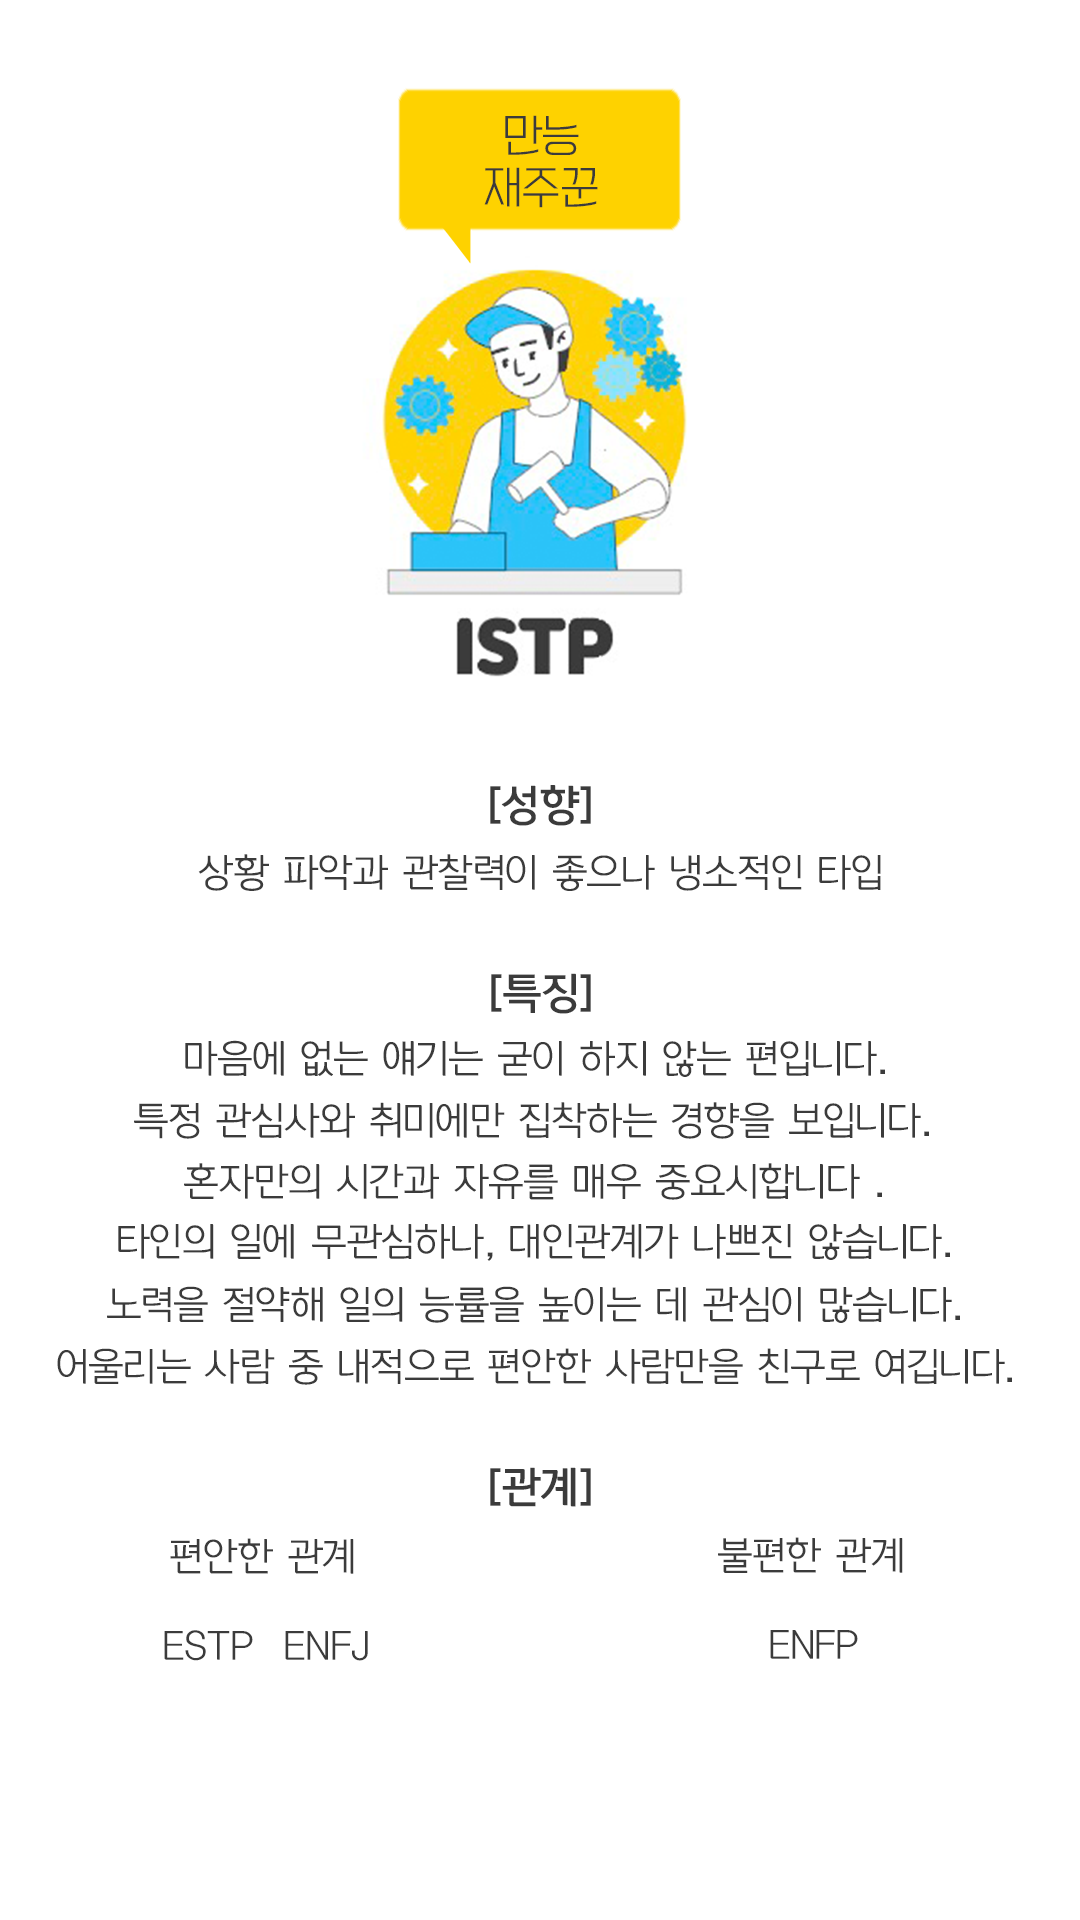 만능
재주꾼
ISTP
[성향]
상황 파악과 관찰력이 좋으나 냉소적인 타입
[특징]
마음에 없는 얘기는 굳이 하지 않는 편입니다.
특정 관심사와 취미에만 집착하는 경향을 보입니다.
혼자만의 시간과 자유를 매우 중요시합니다 .
타인의 일에 무관심하나, 대인관계가 나쁘진 않습니다.
노력을 절약해 일의 능률을 높이는 데 관심이 많습니다.
어울리는 사람 중 내적으로 편안한 사람만을 친구로 여깁니다.
[관계]
편안한 관계 불편한 관계
ESTP ENFJ ENFP